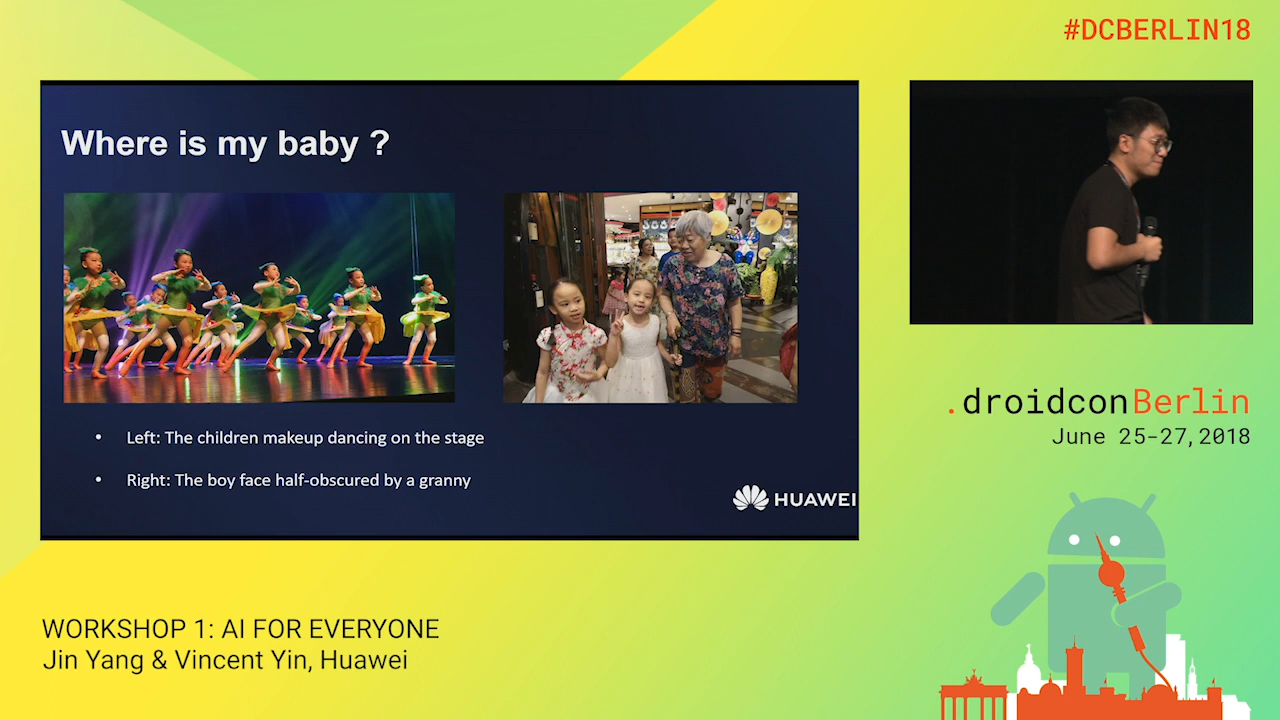 #DCBERLIN18
Where is my baby ?
• Left: The children makeup dancing on the stage
• Right: The boy face half-obscured by a granny
HUAWEI
.droidconBerlin
June 25-27, 2018
WORKSHOP 1: AI FOR EVERYONE
Jin Yang & Vincent Yin, Huawei